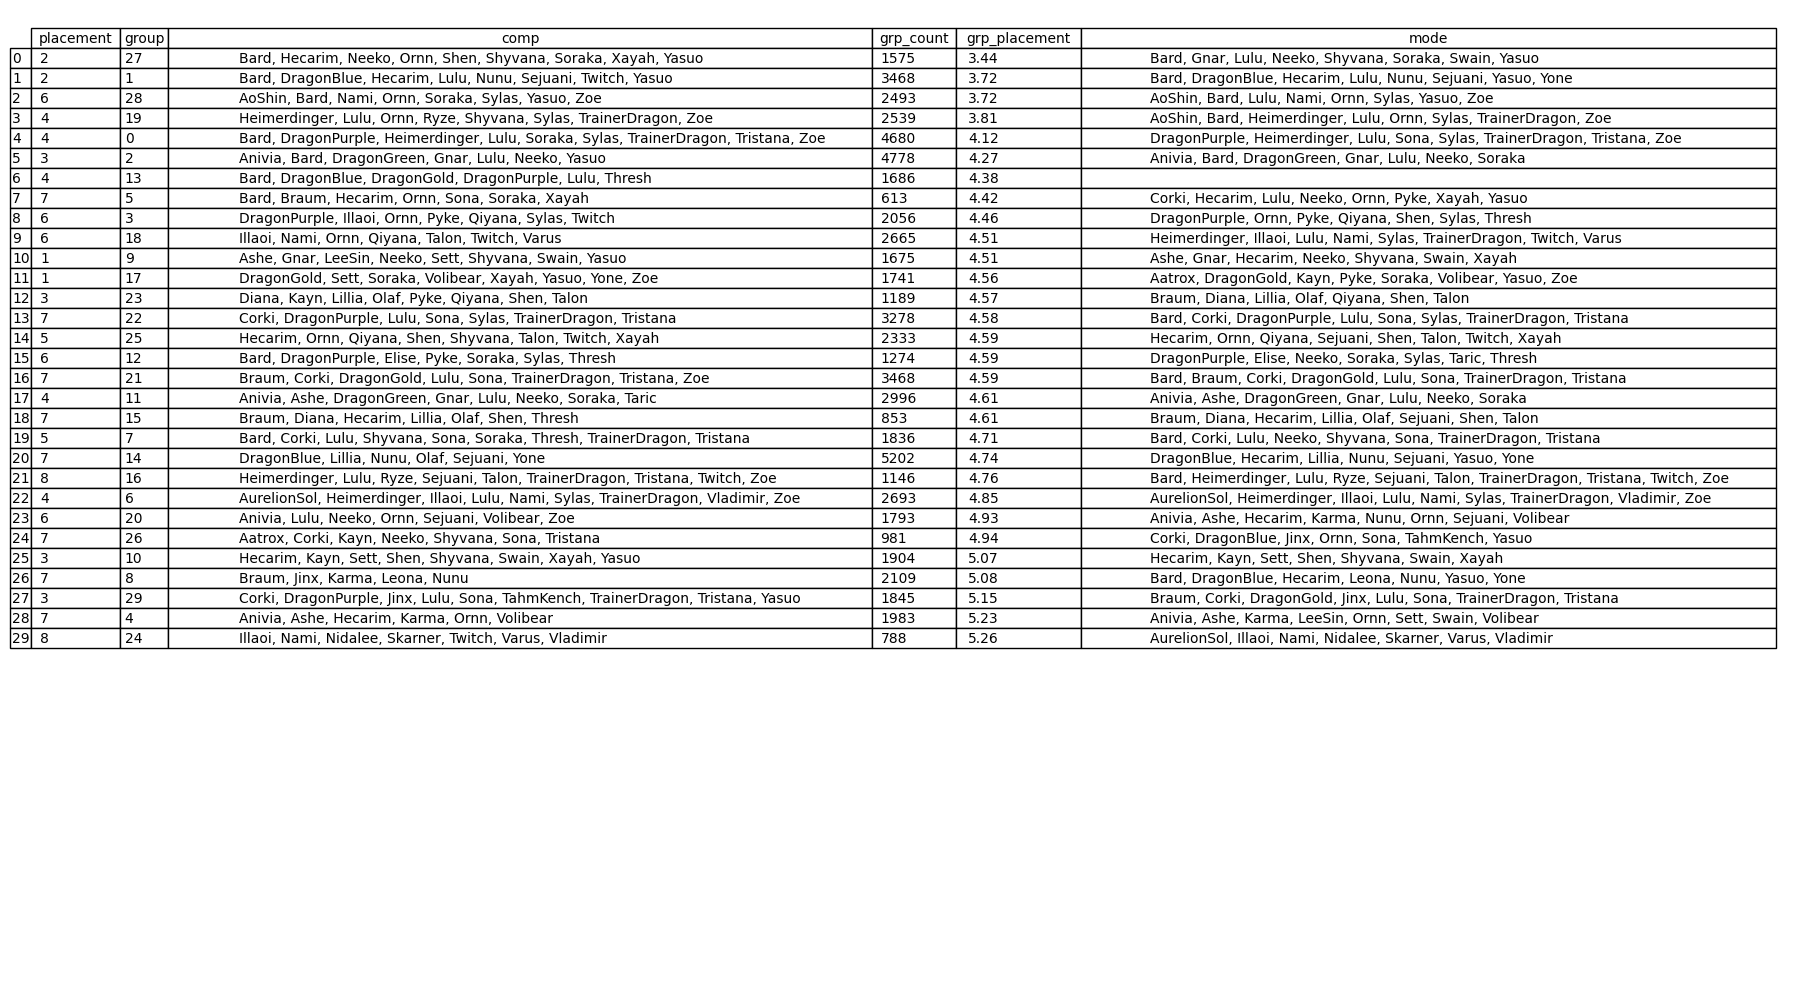 placement group comp grp_count grp_placement mode
0 2 27 Bard, Hecarim, Neeko, Ornn, Shen, Shyvana, Soraka, Xayah, Yasuo 1575 3.44 Bard, Gnar, Lulu, Neeko, Shyvana, Soraka, Swain, Yasuo
1 2 1 Bard, DragonBlue, Hecarim, Lulu, Nunu, Sejuani, Twitch, Yasuo 3468 3.72 Bard, DragonBlue, Hecarim, Lulu, Nunu, Sejuani, Yasuo, Yone
2 6 28 AoShin, Bard, Nami, Ornn, Soraka, Sylas, Yasuo, Zoe 2493 3.72 AoShin, Bard, Lulu, Nami, Ornn, Sylas, Yasuo, Zoe
3 4 19 Heimerdinger, Lulu, Ornn, Ryze, Shyvana, Sylas, TrainerDragon, Zoe 2539 3.81 AoShin, Bard, Heimerdinger, Lulu, Ornn, Sylas, TrainerDragon, Zoe
4 4 0 Bard, DragonPurple, Heimerdinger, Lulu, Soraka, Sylas, TrainerDragon, Tristana, Zoe 4680 4.12 DragonPurple, Heimerdinger, Lulu, Sona, Sylas, TrainerDragon, Tristana, Zoe
5 3 2 Anivia, Bard, DragonGreen, Gnar, Lulu, Neeko, Yasuo 4778 4.27 Anivia, Bard, DragonGreen, Gnar, Lulu, Neeko, Soraka
6 4 13 Bard, DragonBlue, DragonGold, DragonPurple, Lulu, Thresh 1686 4.38
7 7 5 Bard, Braum, Hecarim, Ornn, Sona, Soraka, Xayah 613 4.42 Corki, Hecarim, Lulu, Neeko, Ornn, Pyke, Xayah, Yasuo
8 6 3 DragonPurple, Illaoi, Ornn, Pyke, Qiyana, Sylas, Twitch 2056 4.46 DragonPurple, Ornn, Pyke, Qiyana, Shen, Sylas, Thresh
9 6 18 Illaoi, Nami, Ornn, Qiyana, Talon, Twitch, Varus 2665 4.51 Heimerdinger, Illaoi, Lulu, Nami, Sylas, TrainerDragon, Twitch, Varus
10 1 9 Ashe, Gnar, LeeSin, Neeko, Sett, Shyvana, Swain, Yasuo 1675 4.51 Ashe, Gnar, Hecarim, Neeko, Shyvana, Swain, Xayah
11 1 17 DragonGold, Sett, Soraka, Volibear, Xayah, Yasuo, Yone, Zoe 1741 4.56 Aatrox, DragonGold, Kayn, Pyke, Soraka, Volibear, Yasuo, Zoe
12 3 23 Diana, Kayn, Lillia, Olaf, Pyke, Qiyana, Shen, Talon 1189 4.57 Braum, Diana, Lillia, Olaf, Qiyana, Shen, Talon
13 7 22 Corki, DragonPurple, Lulu, Sona, Sylas, TrainerDragon, Tristana 3278 4.58 Bard, Corki, DragonPurple, Lulu, Sona, Sylas, TrainerDragon, Tristana
14 5 25 Hecarim, Ornn, Qiyana, Shen, Shyvana, Talon, Twitch, Xayah 2333 4.59 Hecarim, Ornn, Qiyana, Sejuani, Shen, Talon, Twitch, Xayah
15 6 12 Bard, DragonPurple, Elise, Pyke, Soraka, Sylas, Thresh 1274 4.59 DragonPurple, Elise, Neeko, Soraka, Sylas, Taric, Thresh
16 7 21 Braum, Corki, DragonGold, Lulu, Sona, TrainerDragon, Tristana, Zoe 3468 4.59 Bard, Braum, Corki, DragonGold, Lulu, Sona, TrainerDragon, Tristana
17 4 11 Anivia, Ashe, DragonGreen, Gnar, Lulu, Neeko, Soraka, Taric 2996 4.61 Anivia, Ashe, DragonGreen, Gnar, Lulu, Neeko, Soraka
18 7 15 Braum, Diana, Hecarim, Lillia, Olaf, Shen, Thresh 853 4.61 Braum, Diana, Hecarim, Lillia, Olaf, Sejuani, Shen, Talon
19 5 7 Bard, Corki, Lulu, Shyvana, Sona, Soraka, Thresh, TrainerDragon, Tristana 1836 4.71 Bard, Corki, Lulu, Neeko, Shyvana, Sona, TrainerDragon, Tristana
20 7 14 DragonBlue, Lillia, Nunu, Olaf, Sejuani, Yone 5202 4.74 DragonBlue, Hecarim, Lillia, Nunu, Sejuani, Yasuo, Yone
21 8 16 Heimerdinger, Lulu, Ryze, Sejuani, Talon, TrainerDragon, Tristana, Twitch, Zoe 1146 4.76 Bard, Heimerdinger, Lulu, Ryze, Sejuani, Talon, TrainerDragon, Tristana, Twitch, Zoe
22 4 6 AurelionSol, Heimerdinger, Illaoi, Lulu, Nami, Sylas, TrainerDragon, Vladimir, Zoe 2693 4.85 AurelionSol, Heimerdinger, Illaoi, Lulu, Nami, Sylas, TrainerDragon, Vladimir, Zoe
23 6 20 Anivia, Lulu, Neeko, Ornn, Sejuani, Volibear, Zoe 1793 4.93 Anivia, Ashe, Hecarim, Karma, Nunu, Ornn, Sejuani, Volibear
24 7 26 Aatrox, Corki, Kayn, Neeko, Shyvana, Sona, Tristana 981 4.94 Corki, DragonBlue, Jinx, Ornn, Sona, TahmKench, Yasuo
25 3 10 Hecarim, Kayn, Sett, Shen, Shyvana, Swain, Xayah, Yasuo 1904 5.07 Hecarim, Kayn, Sett, Shen, Shyvana, Swain, Xayah
26 7 8 Braum, Jinx, Karma, Leona, Nunu 2109 5.08 Bard, DragonBlue, Hecarim, Leona, Nunu, Yasuo, Yone
27 3 29 Corki, DragonPurple, Jinx, Lulu, Sona, TahmKench, TrainerDragon, Tristana, Yasuo 1845 5.15 Braum, Corki, DragonGold, Jinx, Lulu, Sona, TrainerDragon, Tristana
28 7 4 Anivia, Ashe, Hecarim, Karma, Ornn, Volibear 1983 5.23 Anivia, Ashe, Karma, LeeSin, Ornn, Sett, Swain, Volibear
29 8 24 Illaoi, Nami, Nidalee, Skarner, Twitch, Varus, Vladimir 788 5.26 AurelionSol, Illaoi, Nami, Nidalee, Skarner, Varus, Vladimir